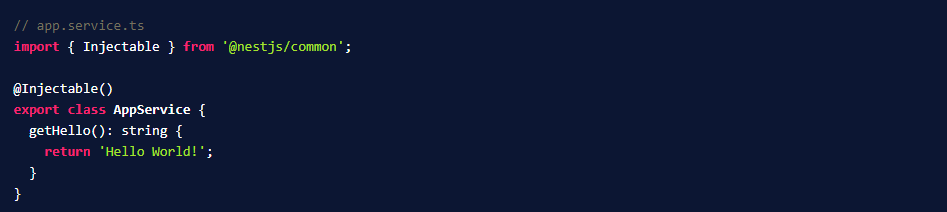 // app.service.ts
import { Injectable } from '@nestjs/common';

@Injectable()
export class AppService {
  getHello(): string {
    return 'Hello World!';
  }
}